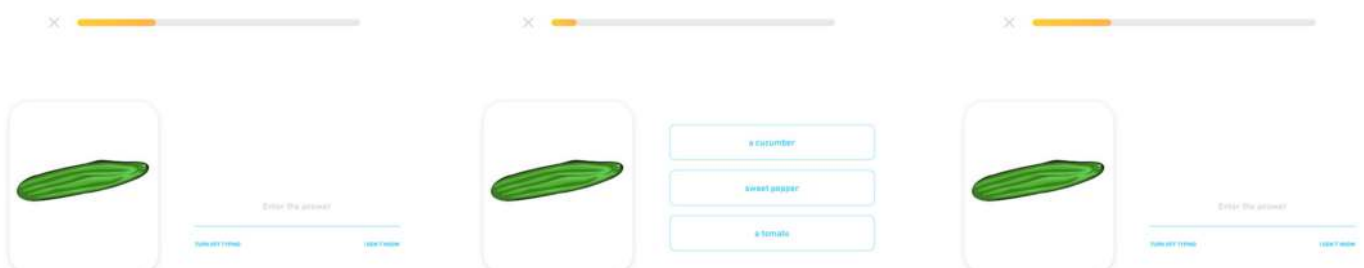 a cucumber
sweet pepper
a tomato
Enter the answer
TURN OFF TYPING
I DON'T KNOW
Enter the answer
TURN OFF TYPING
I DON'T KNOW